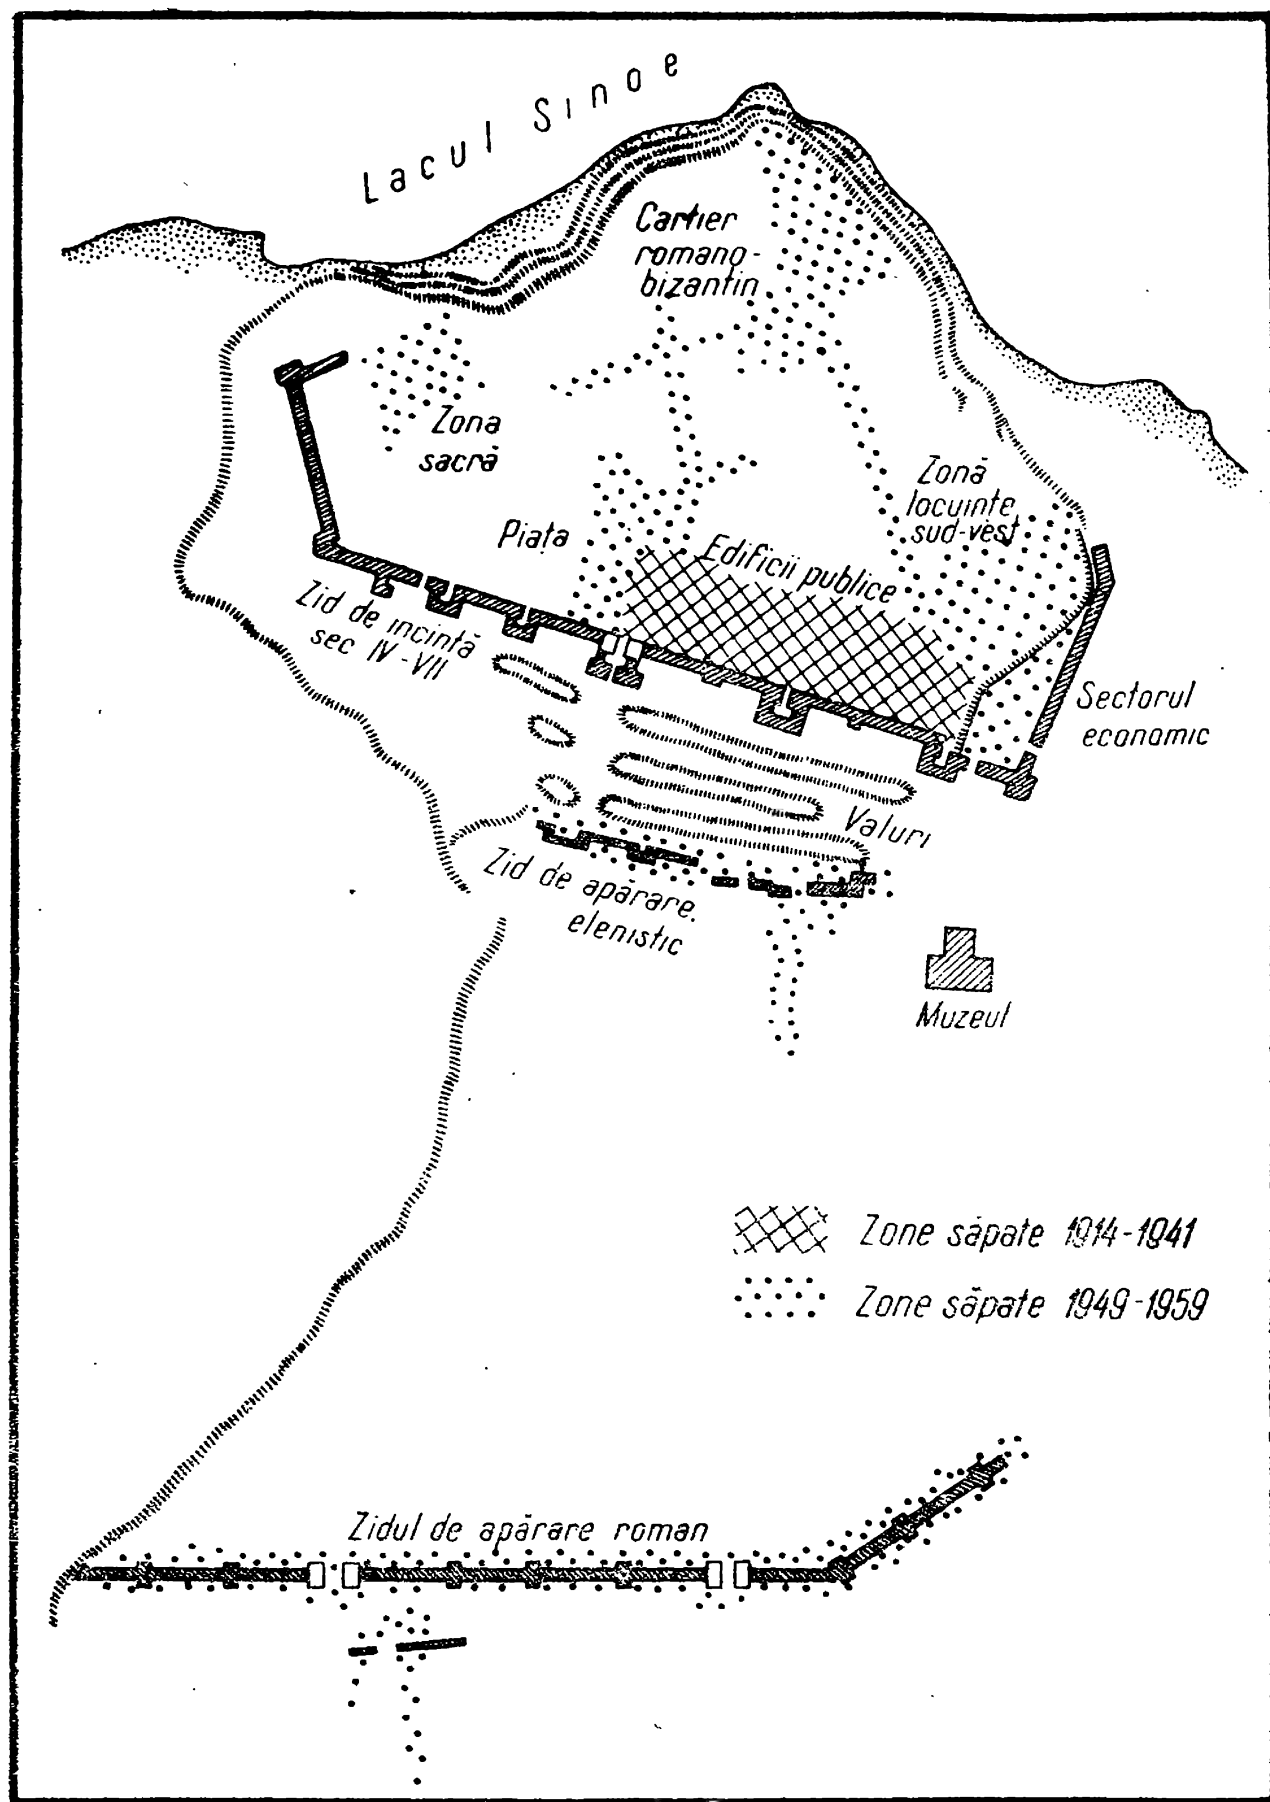 Lacul Sinoe
Cartier
romano-
bizantin
Zona
sacră
Zonă
locuinte
sud-vest
Piața
Edificii publice
Zid de incintă
sec IV-VII
Sectorul
economic
Valuri
Zid de apărare
elenistic
Muzeul
Zone săpate 1914-1941
Zone săpate 1949-1959
Zidul de apărare roman